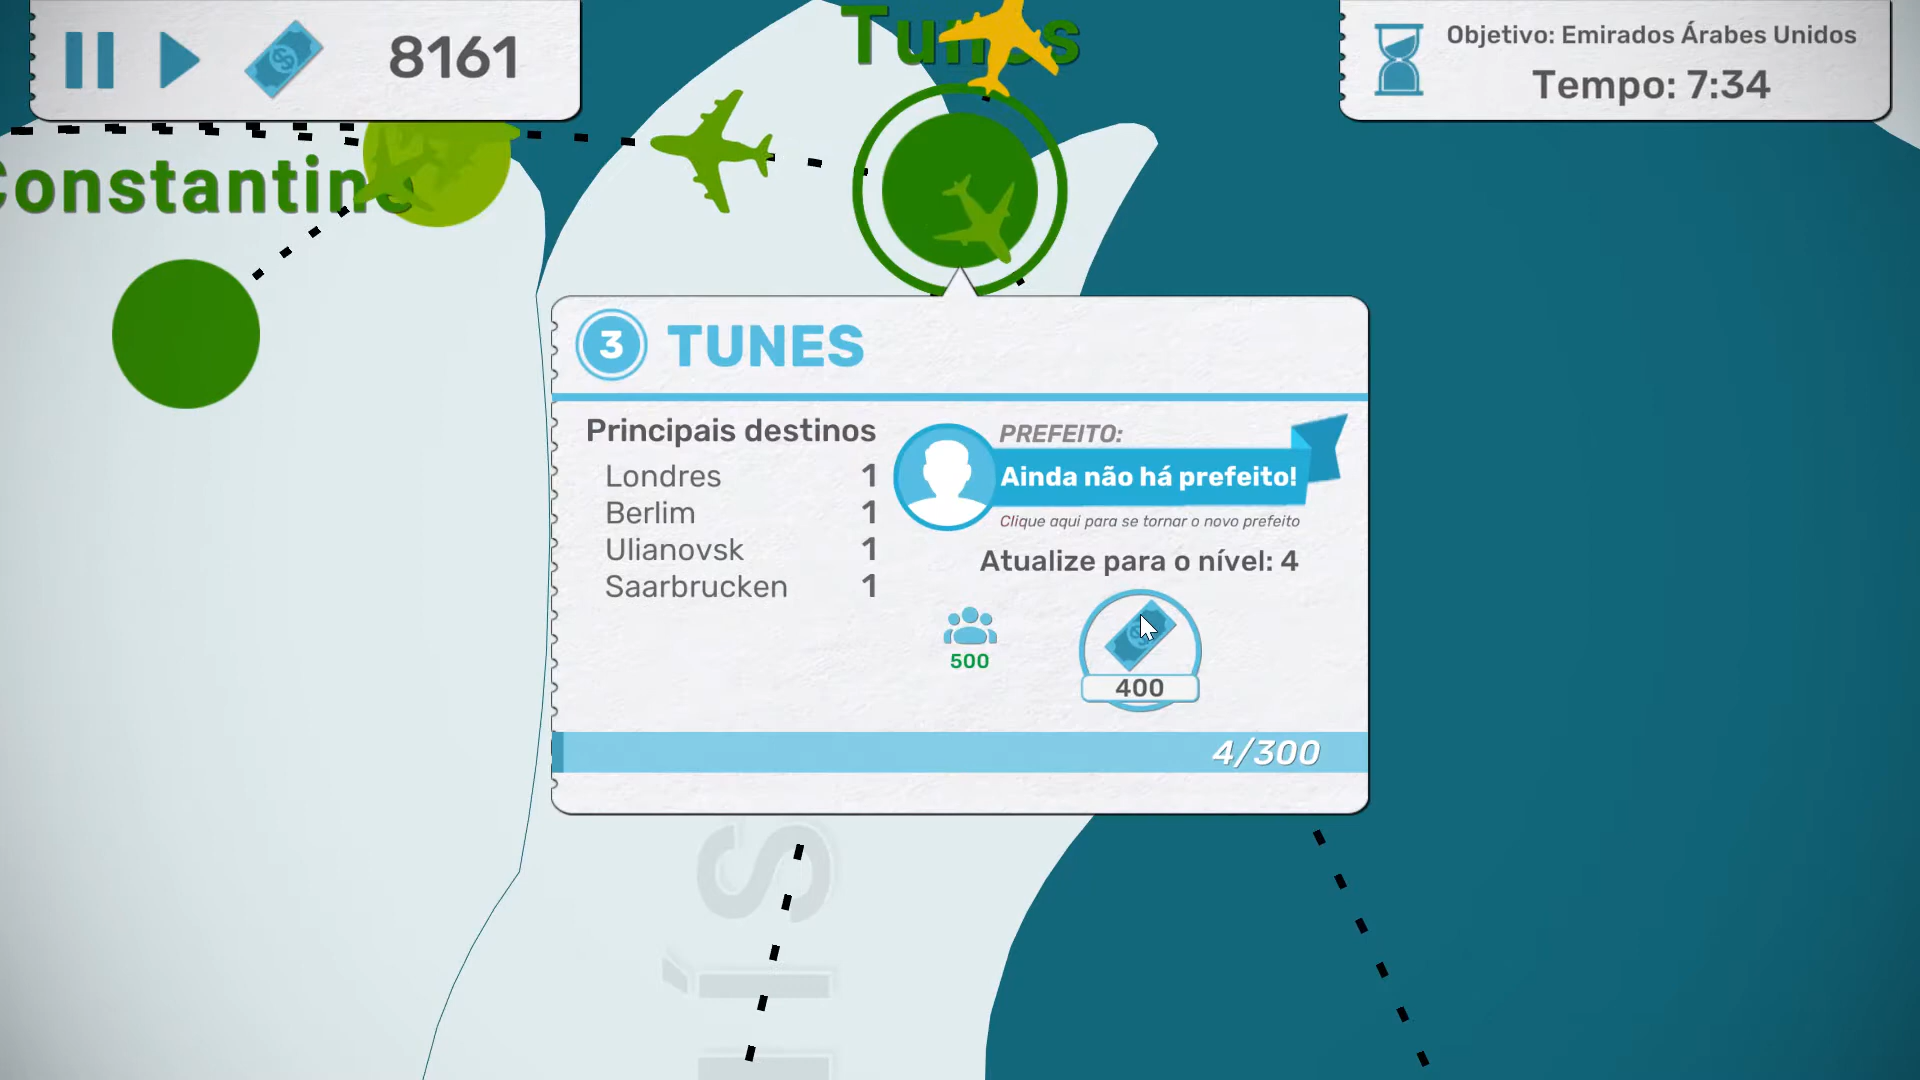 8161
Objetivo: Emirados Árabes Unidos
Tempo: 7:34
Tunes
Constantine
3 TUNES
Principais destinos
Londres 1
Berlim 1
Ulianovsk 1
Saarbrucken 1
PREFEITO:
Ainda não há prefeito!
Clique aqui para se tornar o novo prefeito
Atualize para o nível: 4
500
400
4/300